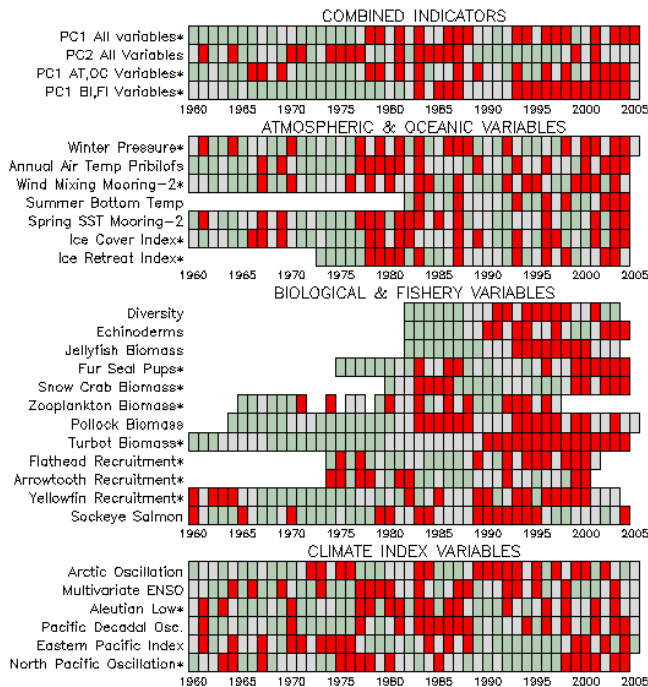 COMBINED INDICATORS
PC1 All variables*
PC2 All Variables
PC1 AT,OC Variables*
PC1 BI,FI Variables*
1960 1965 1970 1975 1980 1985 1990 1995 2000 2005
ATMOSPHERIC & OCEANIC VARIABLES
Winter Pressure*
Annual Air Temp Pribilofs
Wind Mixing Mooring-2*
Summer Bottom Temp
Spring SST Mooring-2
Ice Cover Index*
Ice Retreat Index*
1960 1965 1970 1975 1980 1985 1990 1995 2000 2005
BIOLOGICAL & FISHERY VARIABLES
Diversity
Echinoderms
Jellyfish Biomass
Fur Seal Pups*
Snow Crab Biomass*
Zooplankton Biomass*
Pollock Biomass
Turbot Biomass*
Flathead Recruitment*
Arrowtooth Recruitment*
Yellowfin Recruitment*
Sockeye Salmon
1960 1965 1970 1975 1980 1985 1990 1995 2000 2005
CLIMATE INDEX VARIABLES
Arctic Oscillation
Multivariate ENSO
Aleutian Low*
Pacific Decadal Osc.
Eastern Pacific Index
North Pacific Oscillation*
1960 1965 1970 1975 1980 1985 1990 1995 2000 2005